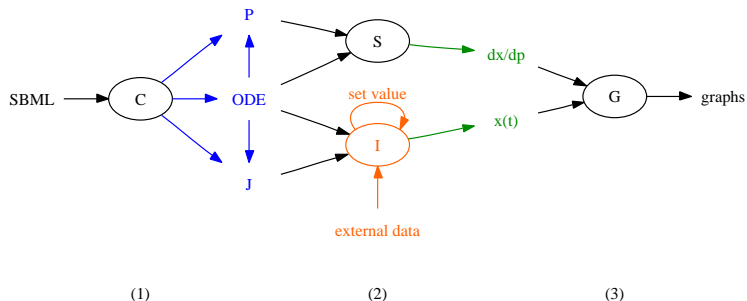 P
S
dx/dp
set value
SBML
C
ODE
G
graphs
x(t)
I
J
external data
(1)
(2)
(3)